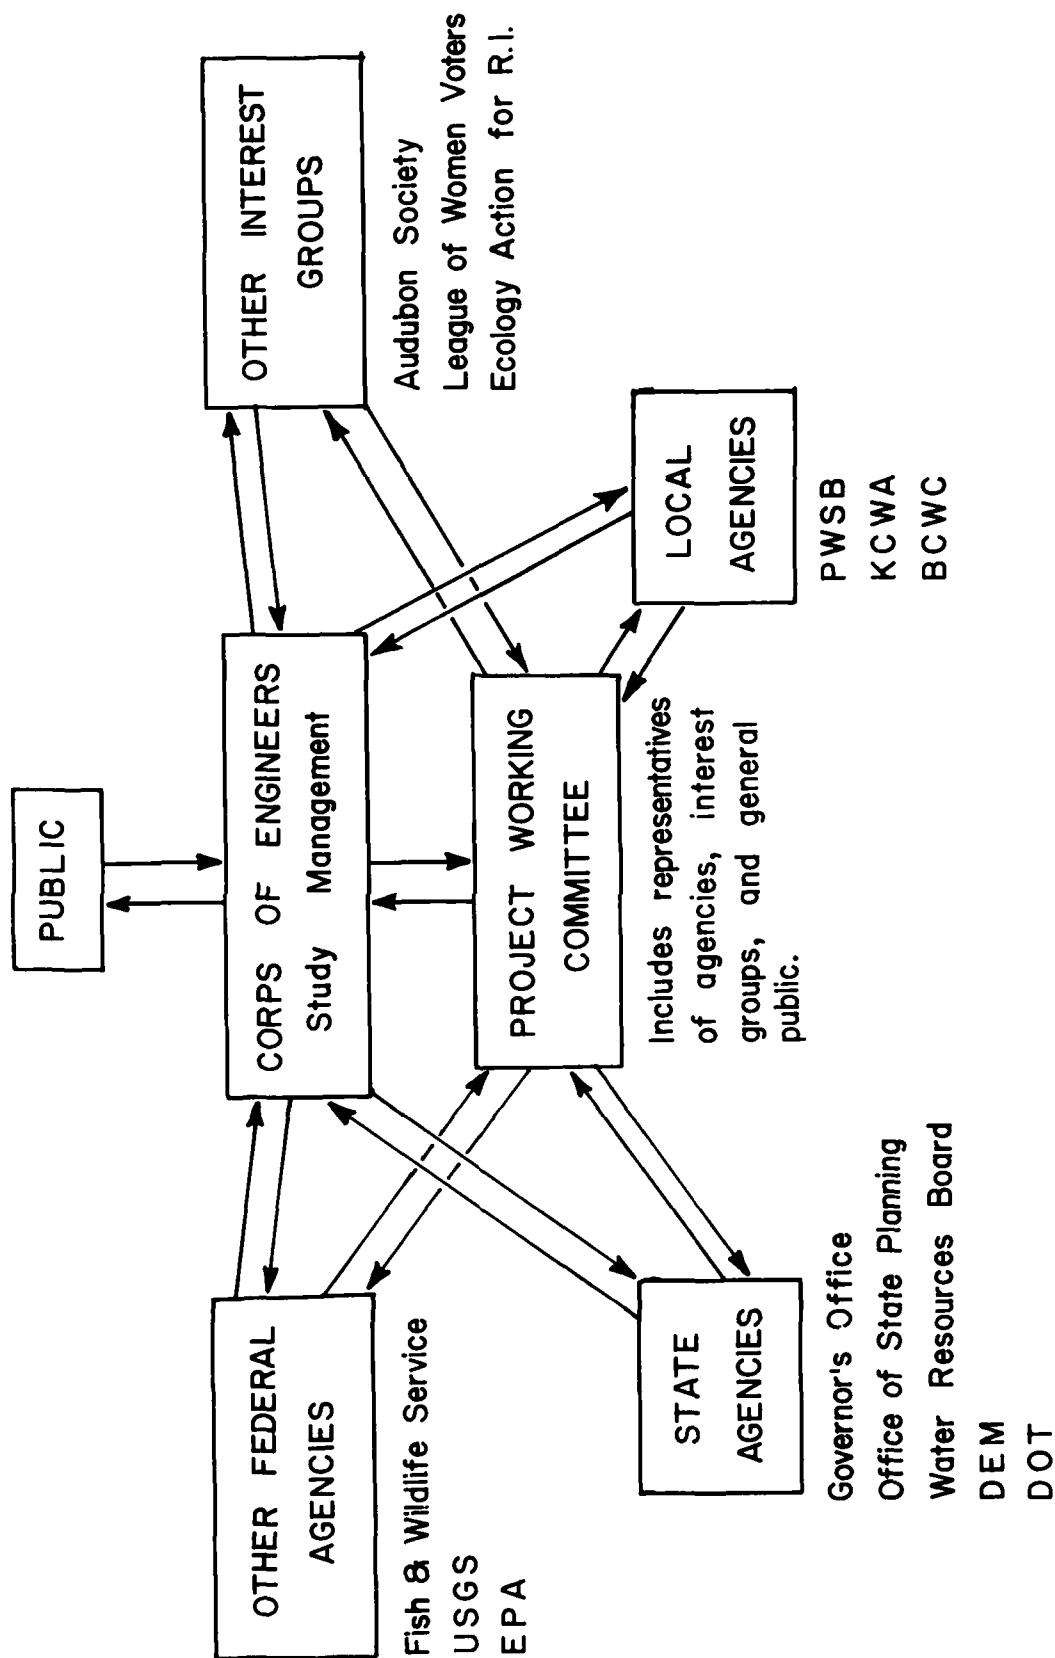 PUBLIC
CORPS OF ENGINEERS
Study Management
OTHER FEDERAL
AGENCIES
Fish & Wildlife Service
USGS
EPA
OTHER INTEREST
GROUPS
Audubon Society
League of Women Voters
Ecology Action for R.I.
PROJECT WORKING
COMMITTEE
Includes representatives
of agencies, interest
groups, and general
public.
STATE
AGENCIES
Governor's Office
Office of State Planning
Water Resources Board
DEM
DOT
LOCAL
AGENCIES
PWSB
KCWA
BCWC